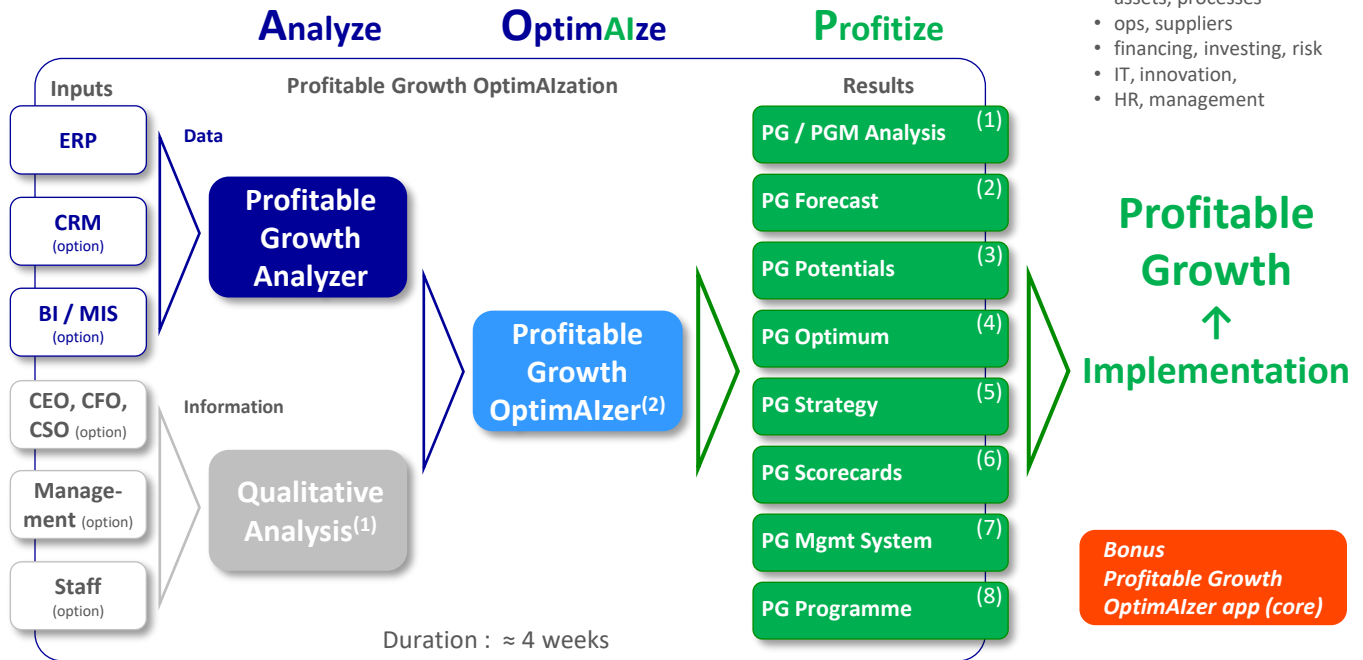 Analyze OptimAIze Profitize
assets, processes
• ops, suppliers
• financing, investing, risk
• IT, innovation,
• HR, management
Inputs
Profitable Growth OptimAIzation
Results
ERP
CRM
(option)
BI / MIS
(option)
CEO, CFO,
CSO (option)
Manage-
ment (option)
Staff
(option)
Data
Information
Profitable
Growth
Analyzer
Qualitative
Analysis(1)
Profitable
Growth
OptimAIzer(2)
PG / PGM Analysis (1)
PG Forecast (2)
PG Potentials (3)
PG Optimum (4)
PG Strategy (5)
PG Scorecards (6)
PG Mgmt System (7)
PG Programme (8)
Profitable
Growth
↑
Implementation
Bonus
Profitable Growth
OptimAIzer app (core)
Duration : ≈ 4 weeks